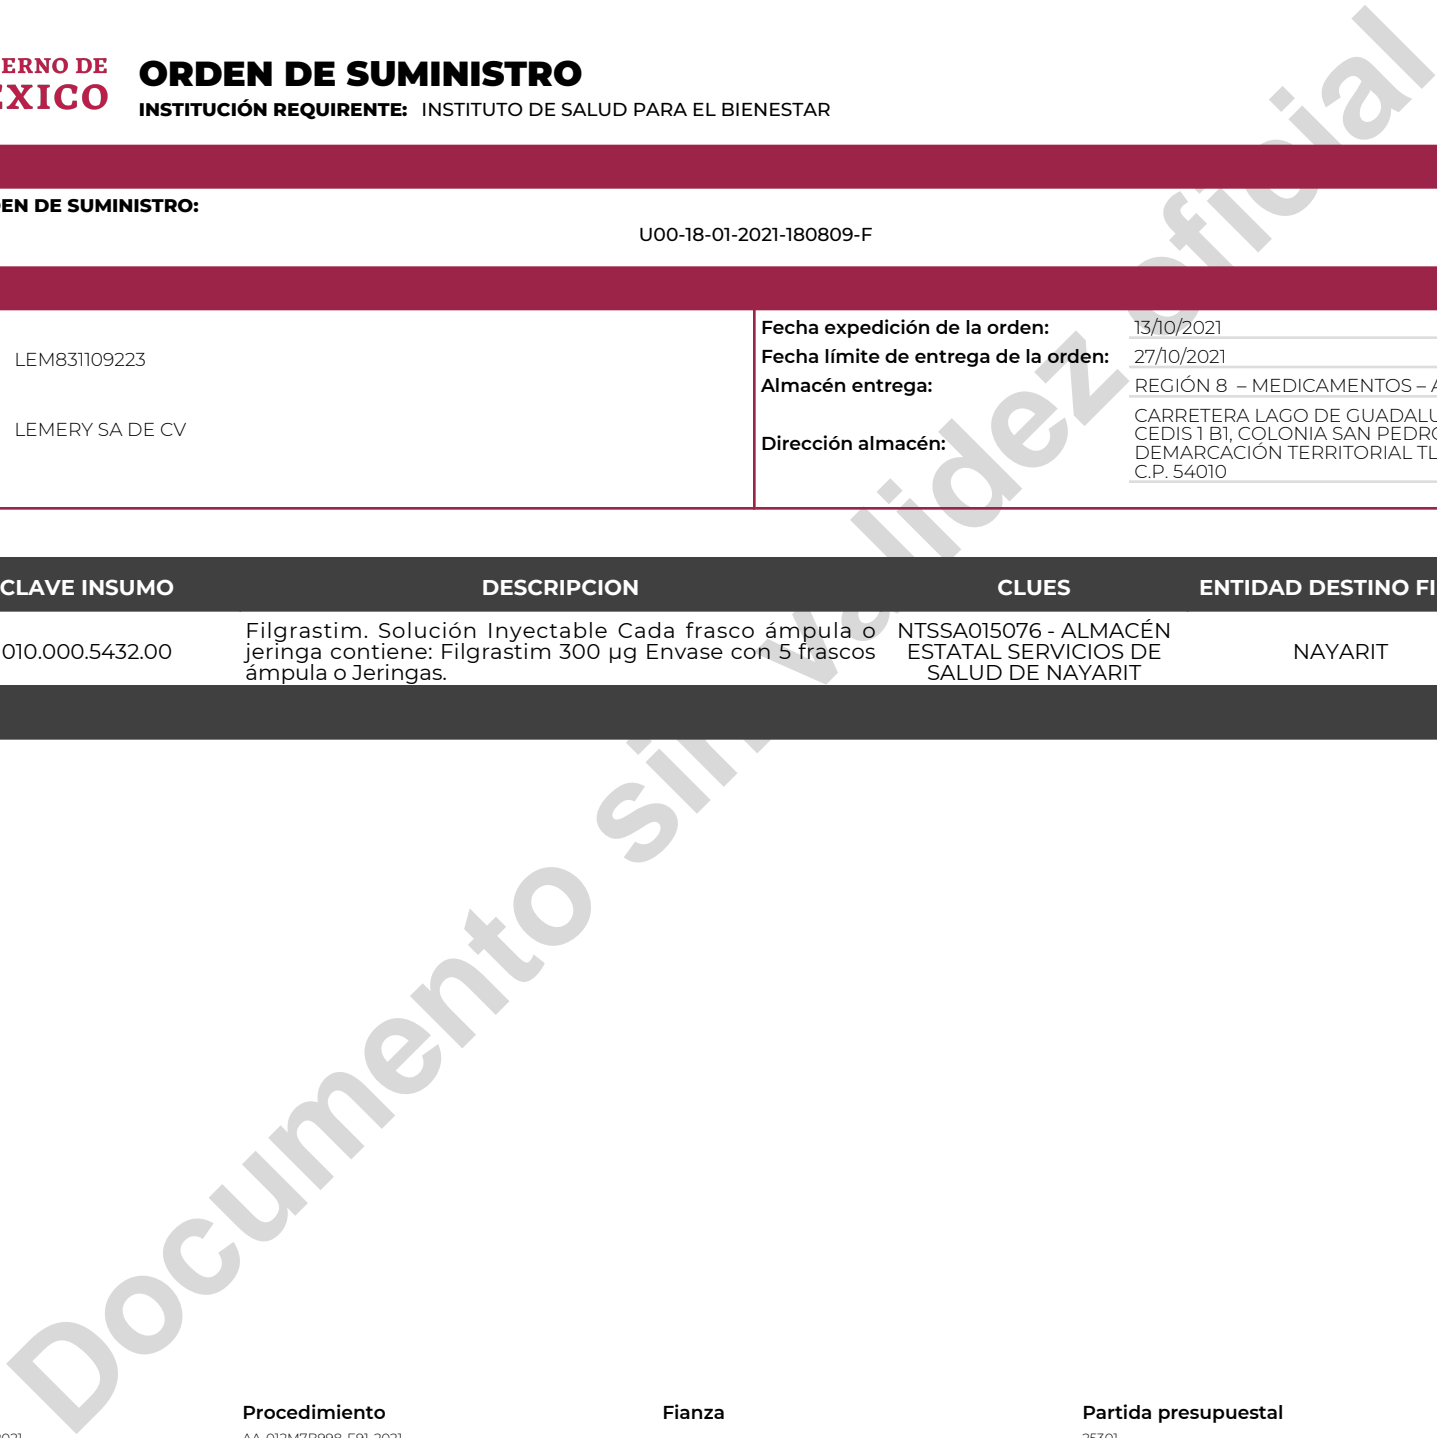 ERNO DE
EXICO
ORDEN DE SUMINISTRO
INSTITUCIÓN REQUIRENTE: INSTITUTO DE SALUD PARA EL BIENESTAR
EN DE SUMINISTRO:
U00-18-01-2021-180809-F
LEM831109223
LEMERY SA DE CV
Fecha expedición de la orden: 13/10/2021
Fecha límite de entrega de la orden: 27/10/2021
Almacén entrega: REGIÓN 8 – MEDICAMENTOS – A
Dirección almacén:
CARRETERA LAGO DE GUADALU
CEDIS 1 B1, COLONIA SAN PEDRO
DEMARCACIÓN TERRITORIAL TL
C.P. 54010
CLAVE INSUMO DESCRIPCION CLUES ENTIDAD DESTINO FI
010.000.5432.00
Filgrastim. Solución Inyectable Cada frasco ámpula o
jeringa contiene: Filgrastim 300 µg Envase con 5 frascos
ámpula o Jeringas.
NTSSA015076 - ALMACÉN
ESTATAL SERVICIOS DE
SALUD DE NAYARIT
NAYARIT
Documento sin validez oficial
Procedimiento Fianza Partida presupuestal